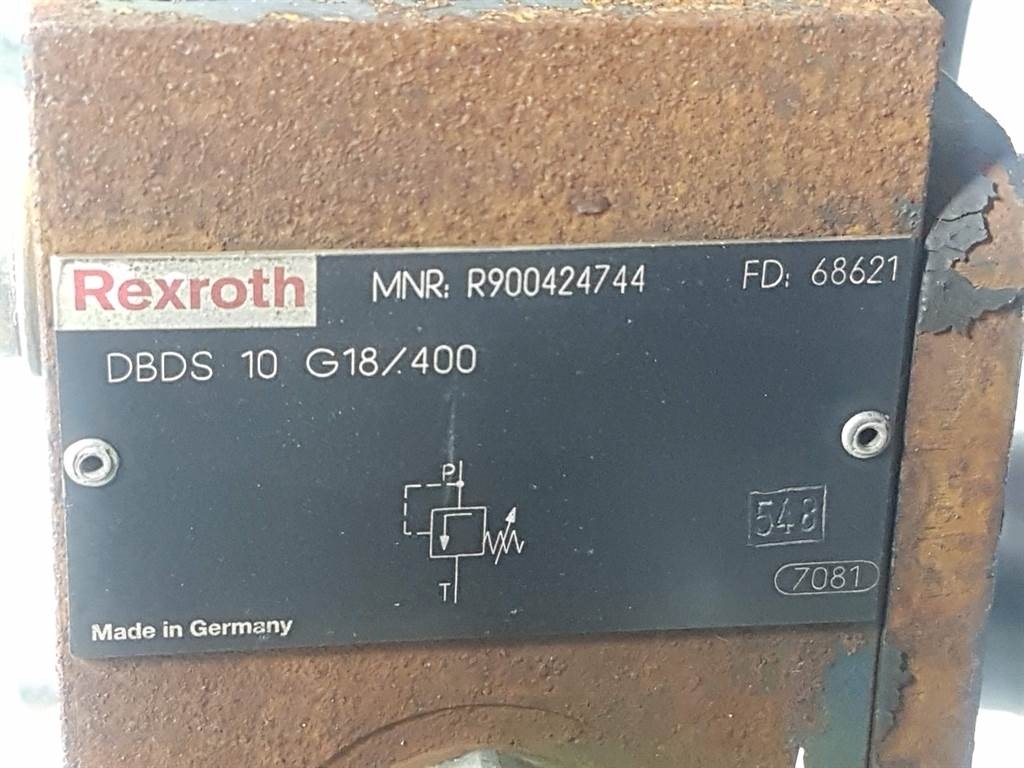 Rexroth MNR: R900424744 FD: 68621
DBDS 10 G18/400
P
548
7081
T
Made in Germany